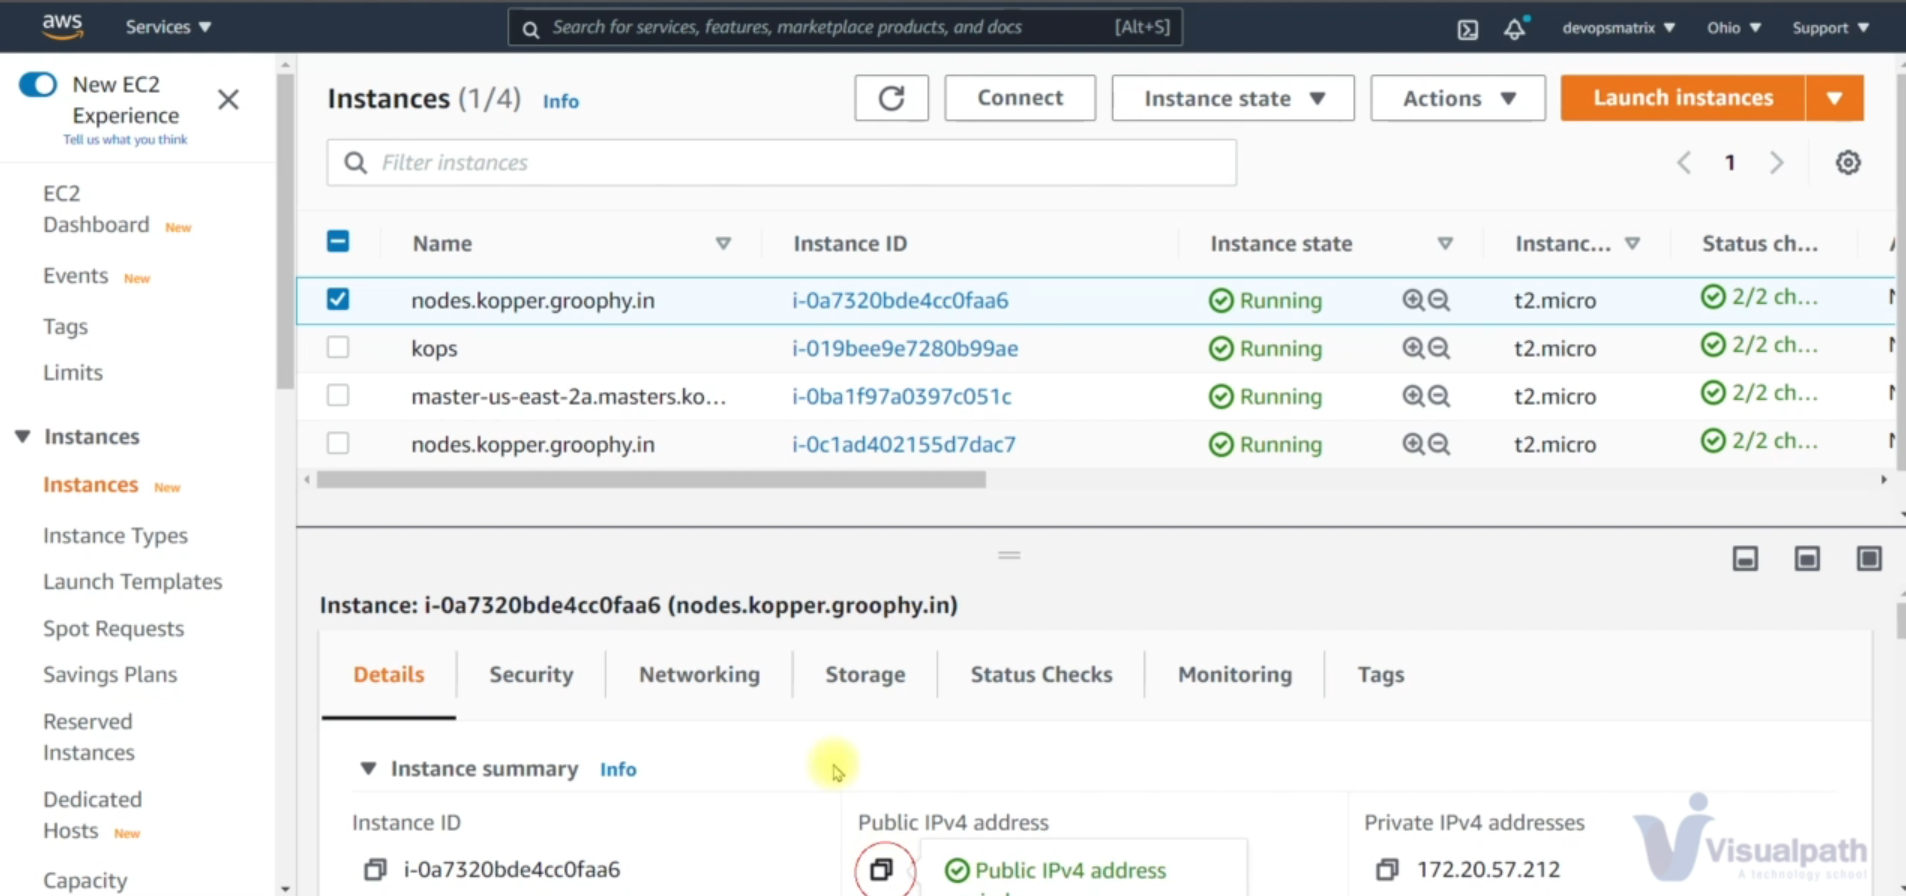 aws Services Search for services, features, marketplace products, and docs [Alt+S] devopsmatrix Ohio Support
New EC2
Experience
Tell us what you think
EC2
Dashboard New
Events New
Tags
Limits
Instances
Instances New
Instance Types
Launch Templates
Spot Requests
Savings Plans
Reserved
Instances
Dedicated
Hosts New
Capacity
Instances (1/4) Info Connect Instance state Actions Launch instances
Filter instances 1
Name Instance ID Instance state Instanc... Status ch...
nodes.kopper.groophy.in i-0a7320bde4cc0faa6 Running t2.micro 2/2 ch...
kops i-019bee9e7280b99ae Running t2.micro 2/2 ch...
master-us-east-2a.masters.ko... i-0ba1f97a0397c051c Running t2.micro 2/2 ch...
nodes.kopper.groophy.in i-0c1ad402155d7dac7 Running t2.micro 2/2 ch...
Instance: i-0a7320bde4cc0faa6 (nodes.kopper.groophy.in)
Details Security Networking Storage Status Checks Monitoring Tags
Instance summary Info
Instance ID Public IPv4 address Private IPv4 addresses
i-0a7320bde4cc0faa6 Public IPv4 address 172.20.57.212
Visualpath
A technology school